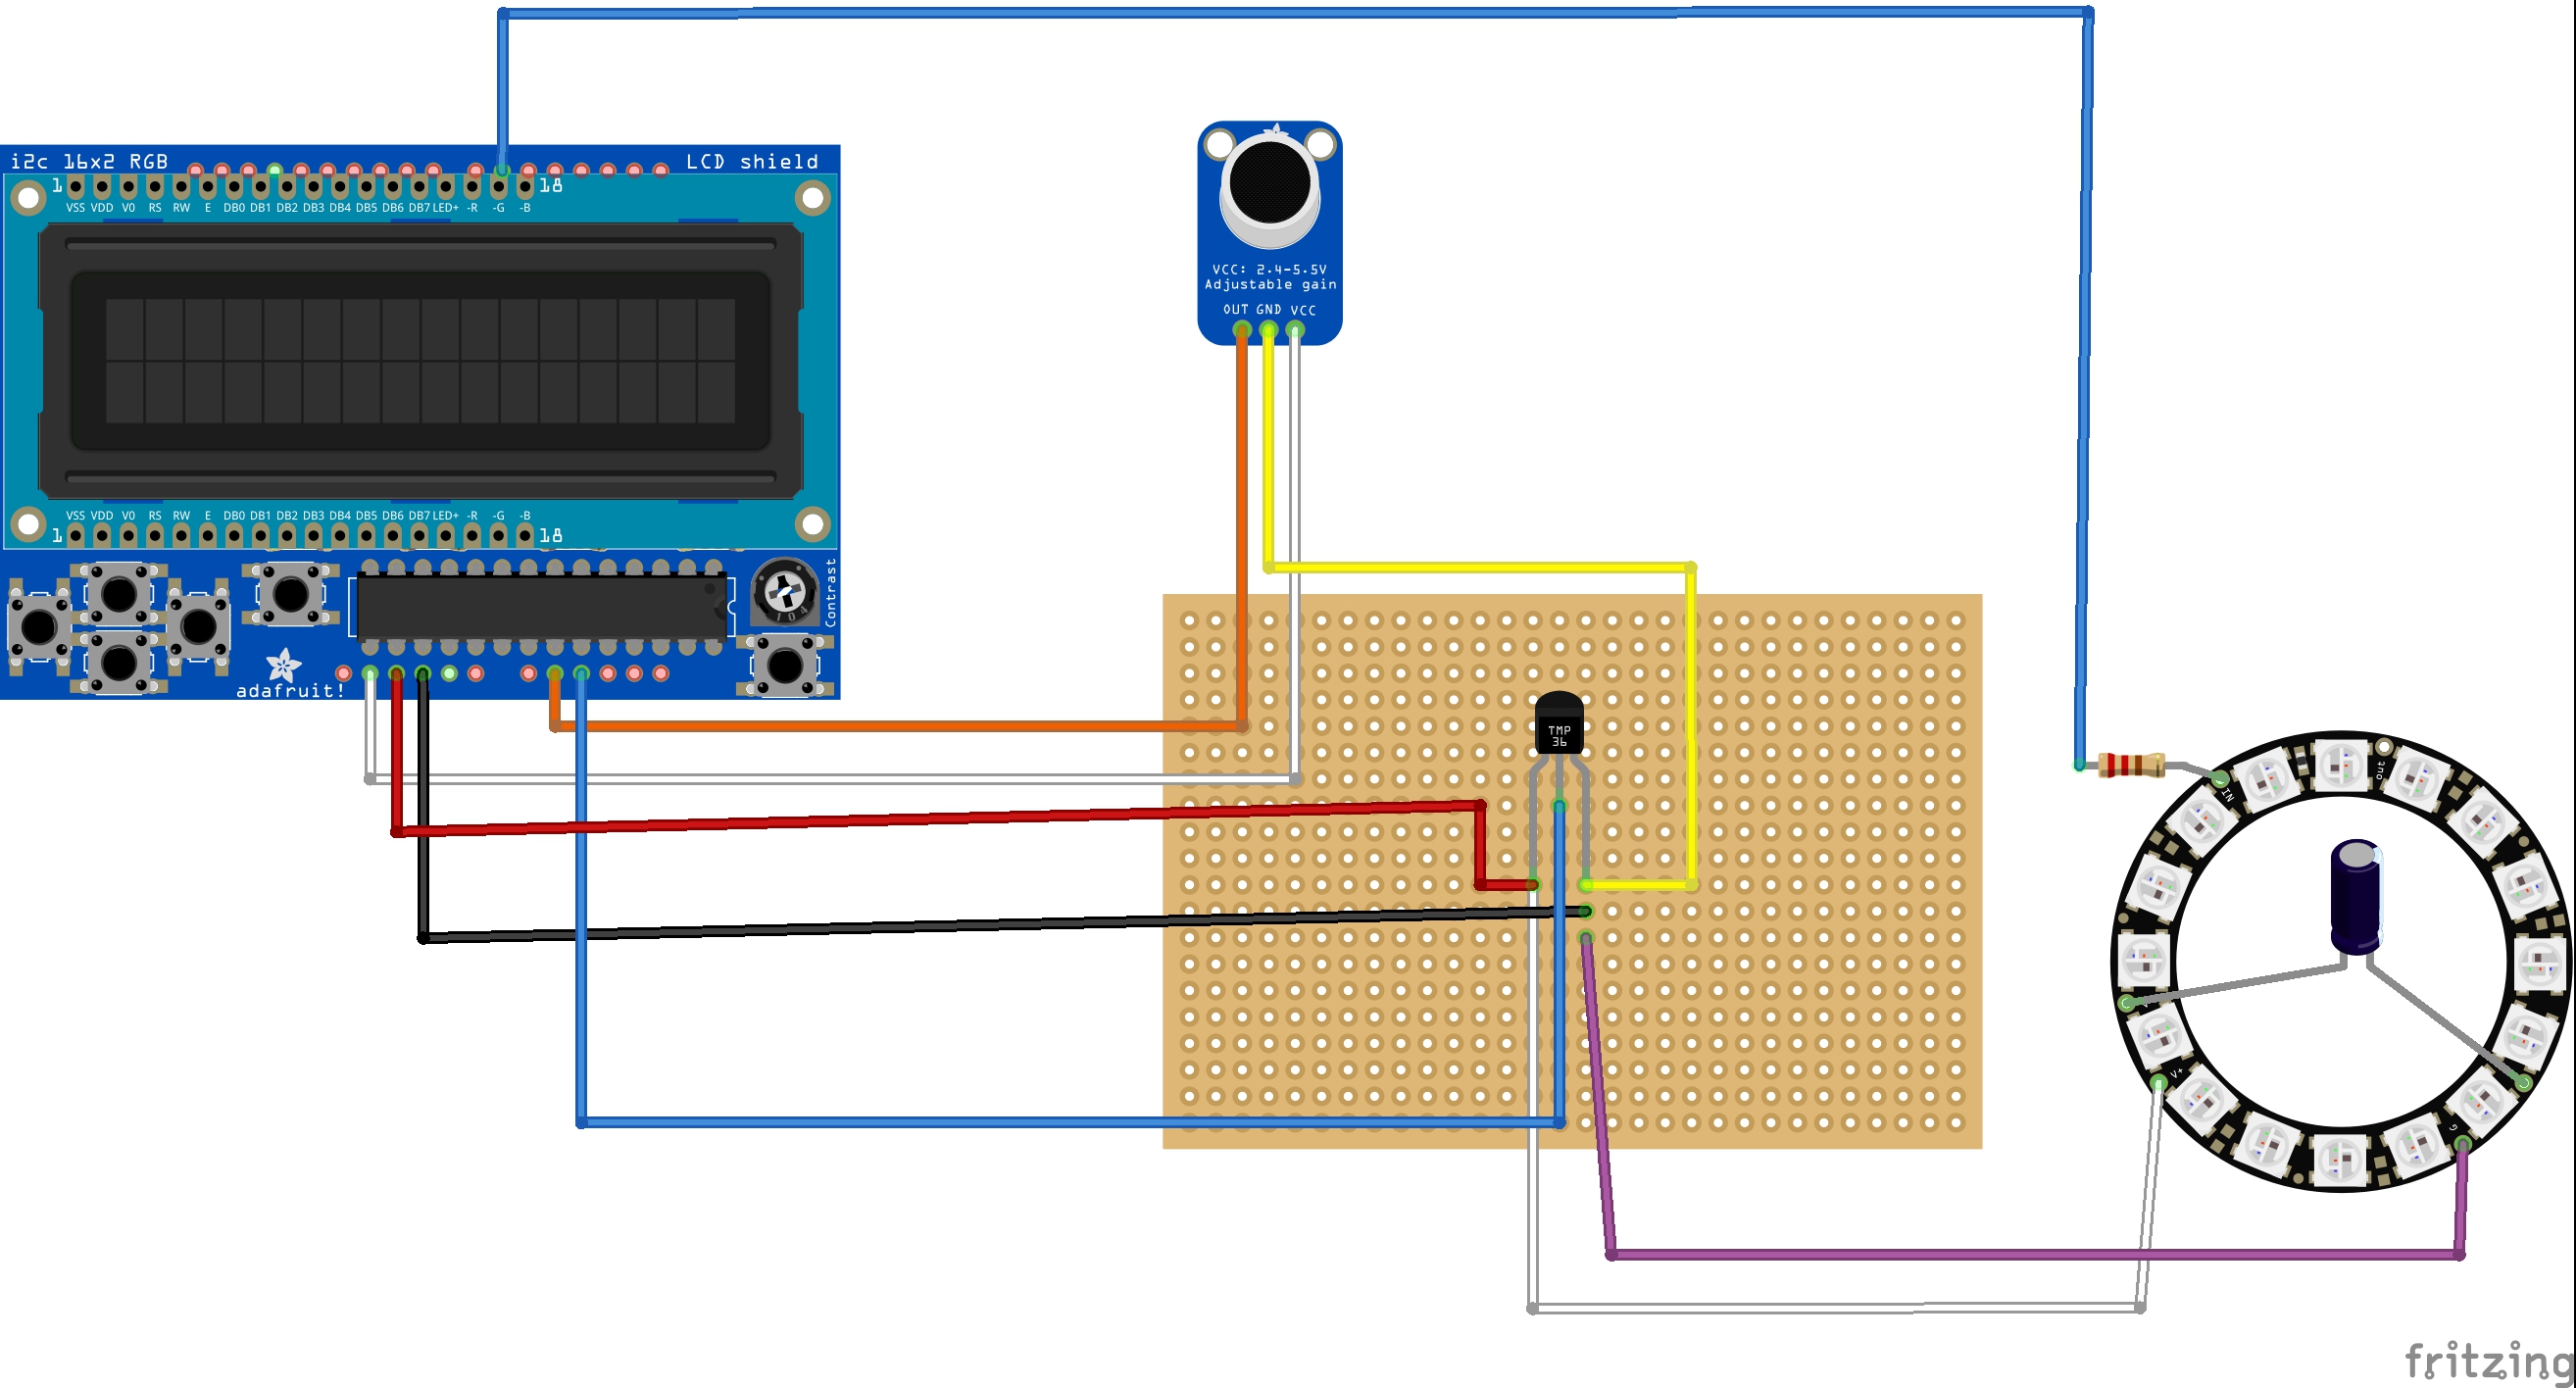 i2c 16x2 RGB
LCD shield
1
18
VSS VDD V0 RS RW E DB0 DB1 DB2 DB3 DB4 DB5 DB6 DB7 LED+ -R -G -B
VSS VDD V0 RS RW E DB0 DB1 DB2 DB3 DB4 DB5 DB6 DB7 LED+ -R -G -B
1
18
Contrast
104
adafruit!
VCC: 2.4-5.5V
Adjustable gain
OUT GND VCC
TMP
36
IN
out
V+
G
fritzing